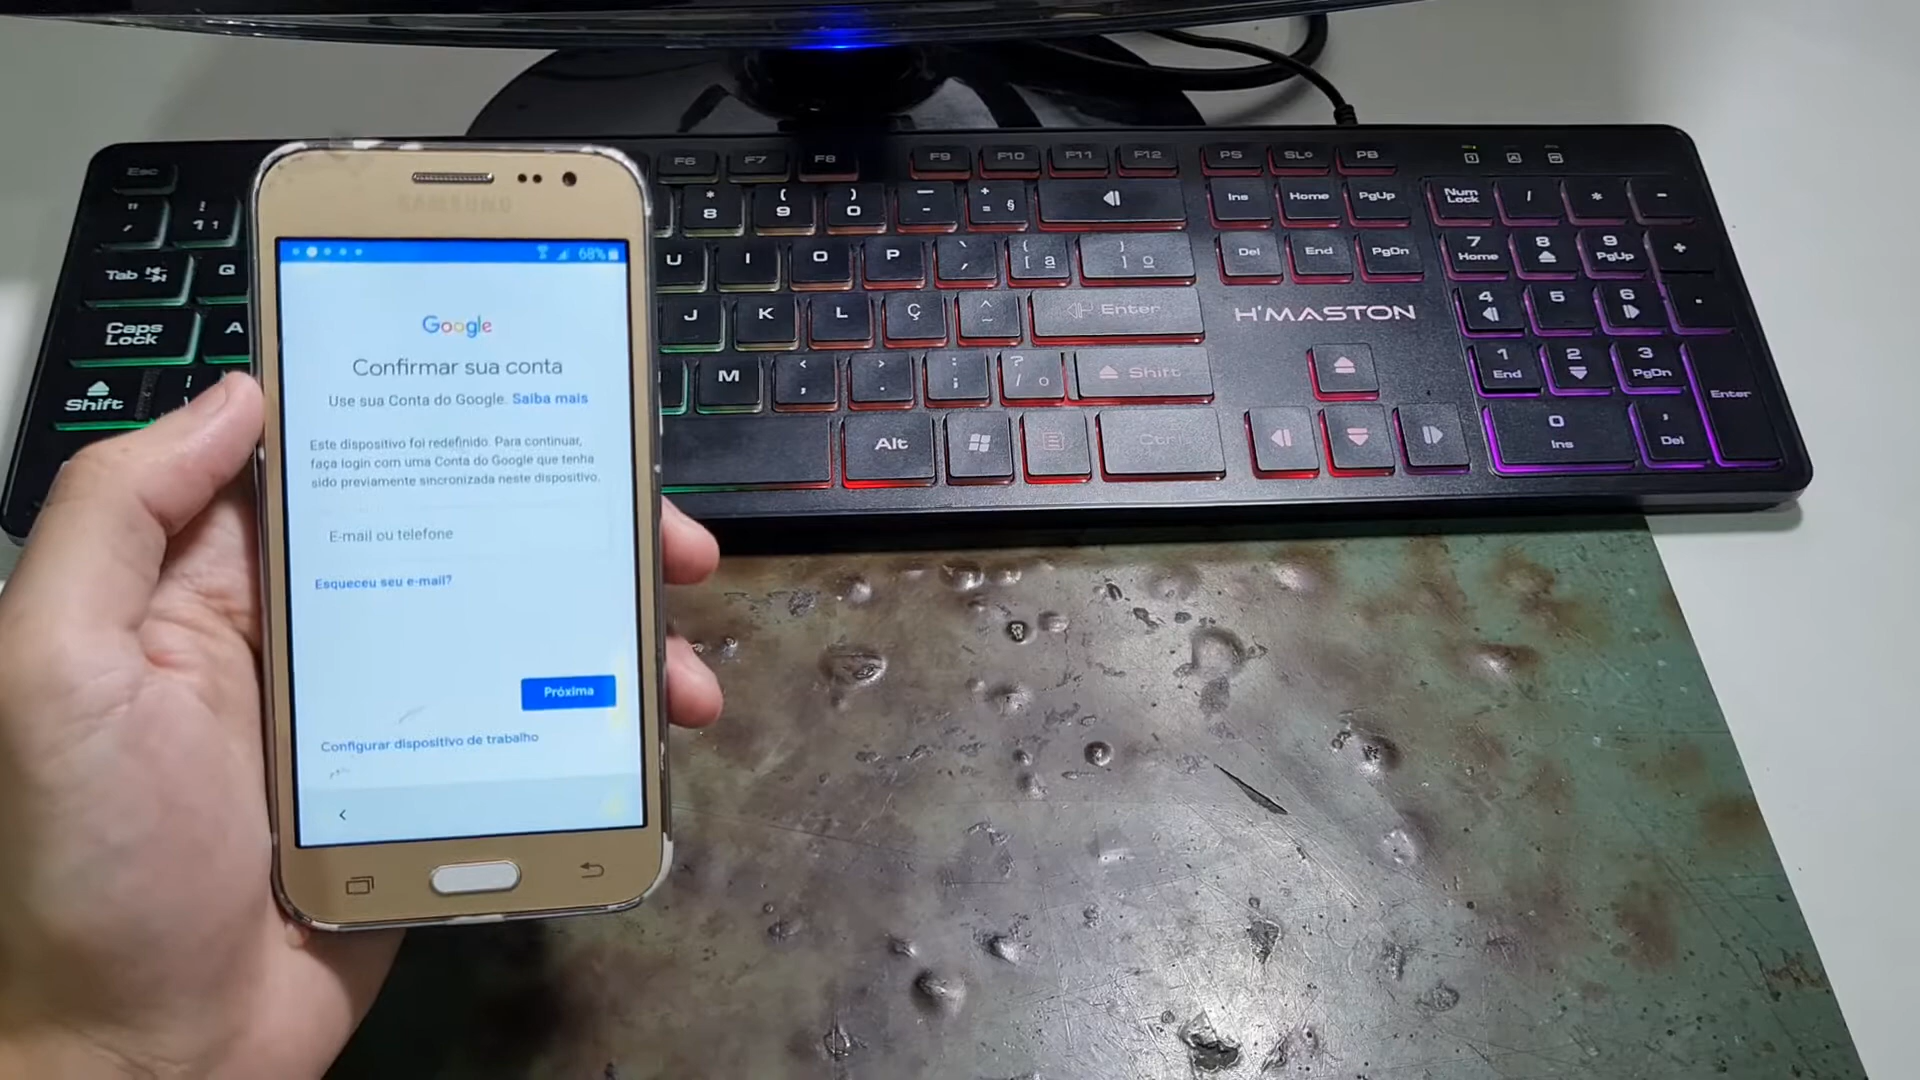 SAMSUNG
68%
Google
Confirmar sua conta
Use sua Conta do Google. Saiba mais
Este dispositivo foi redefinido. Para continuar,
faça login com uma Conta do Google que tenha
sido previamente sincronizada neste dispositivo.
E-mail ou telefone
Esqueceu seu e-mail?
Próxima
Configurar dispositivo de trabalho
Esc F6 F7 F8 F9 F10 F11 F12 PS PB
* 8 ( 9 ) 0 — - + = § Ins Home PgUp Num Lock / * -
Tab Q U I O P { [ ª } ] º Del End PgDn 7 Home 8 9 PgUp +
Caps Lock A J K L Ç ^ ~ Enter H'MASTON 4 5 6 .
Shift M < , > . : ; ? / Shift 1 End 2 3 PgDn Enter
Alt Ctrl 0 Ins , Del